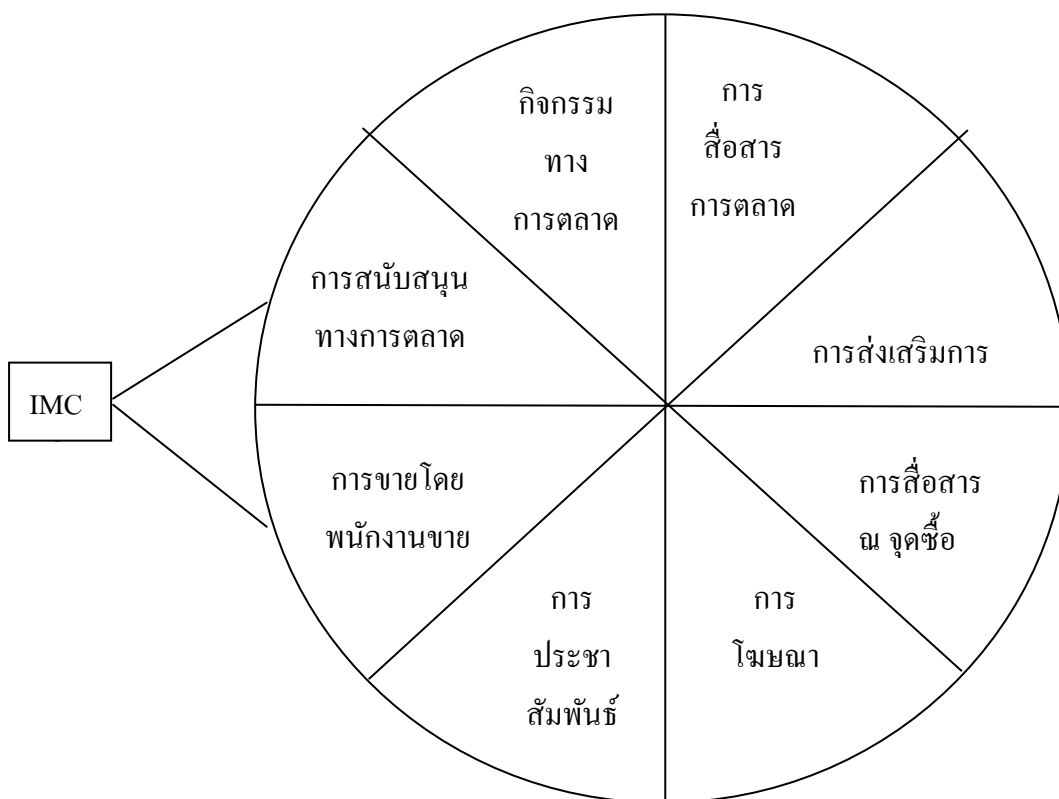 กิจกรรม
ทาง
การตลาด
การ
สื่อสาร
การตลาด
การสนับสนุน
ทางการตลาด
การส่งเสริมการ
IMC
การขายโดย
พนักงานขาย
การสื่อสาร
ณ จุดซื้อ
การ
ประชา
สัมพันธ์
การ
โฆษณา